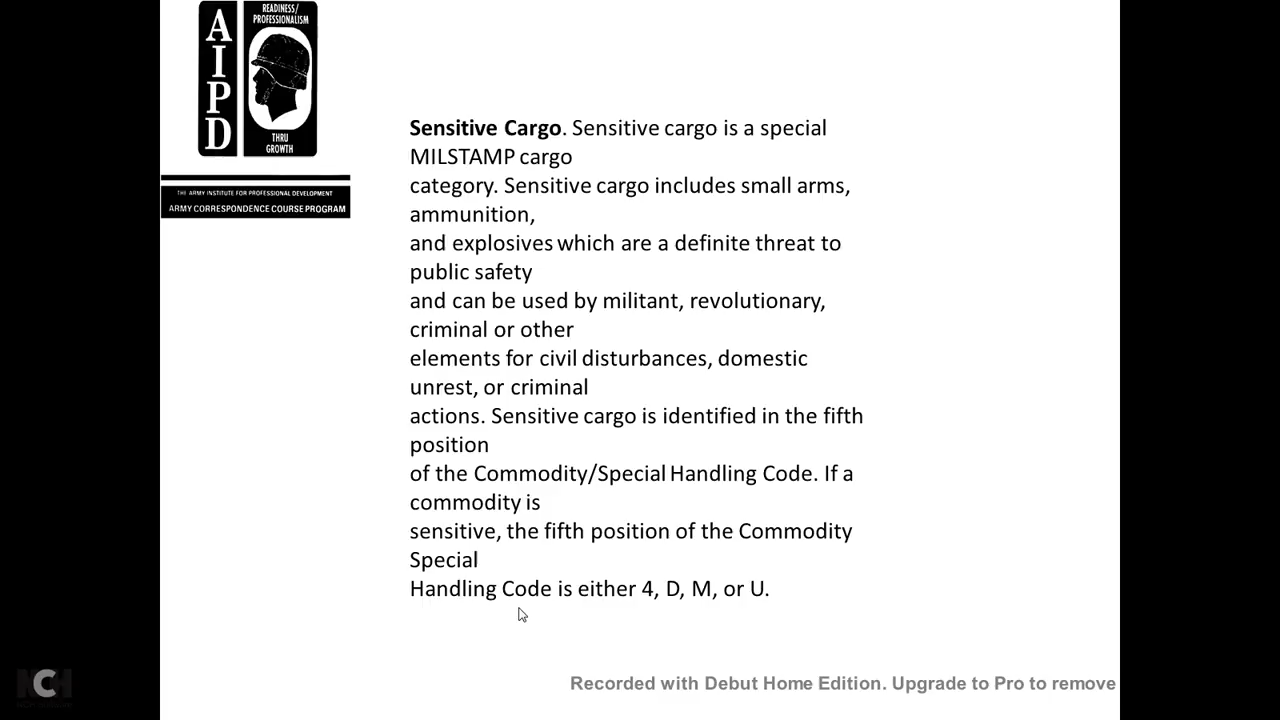 READINESS/
PROFESSIONALISM
AIPD
THRU
GROWTH
THE ARMY INSTITUTE FOR PROFESSIONAL DEVELOPMENT
ARMY CORRESPONDENCE COURSE PROGRAM
Sensitive Cargo. Sensitive cargo is a special
MILSTAMP cargo
category. Sensitive cargo includes small arms,
ammunition,
and explosives which are a definite threat to
public safety
and can be used by militant, revolutionary,
criminal or other
elements for civil disturbances, domestic
unrest, or criminal
actions. Sensitive cargo is identified in the fifth
position
of the Commodity/Special Handling Code. If a
commodity is
sensitive, the fifth position of the Commodity
Special
Handling Code is either 4, D, M, or U.
NCH
Recorded with Debut Home Edition. Upgrade to Pro to remove